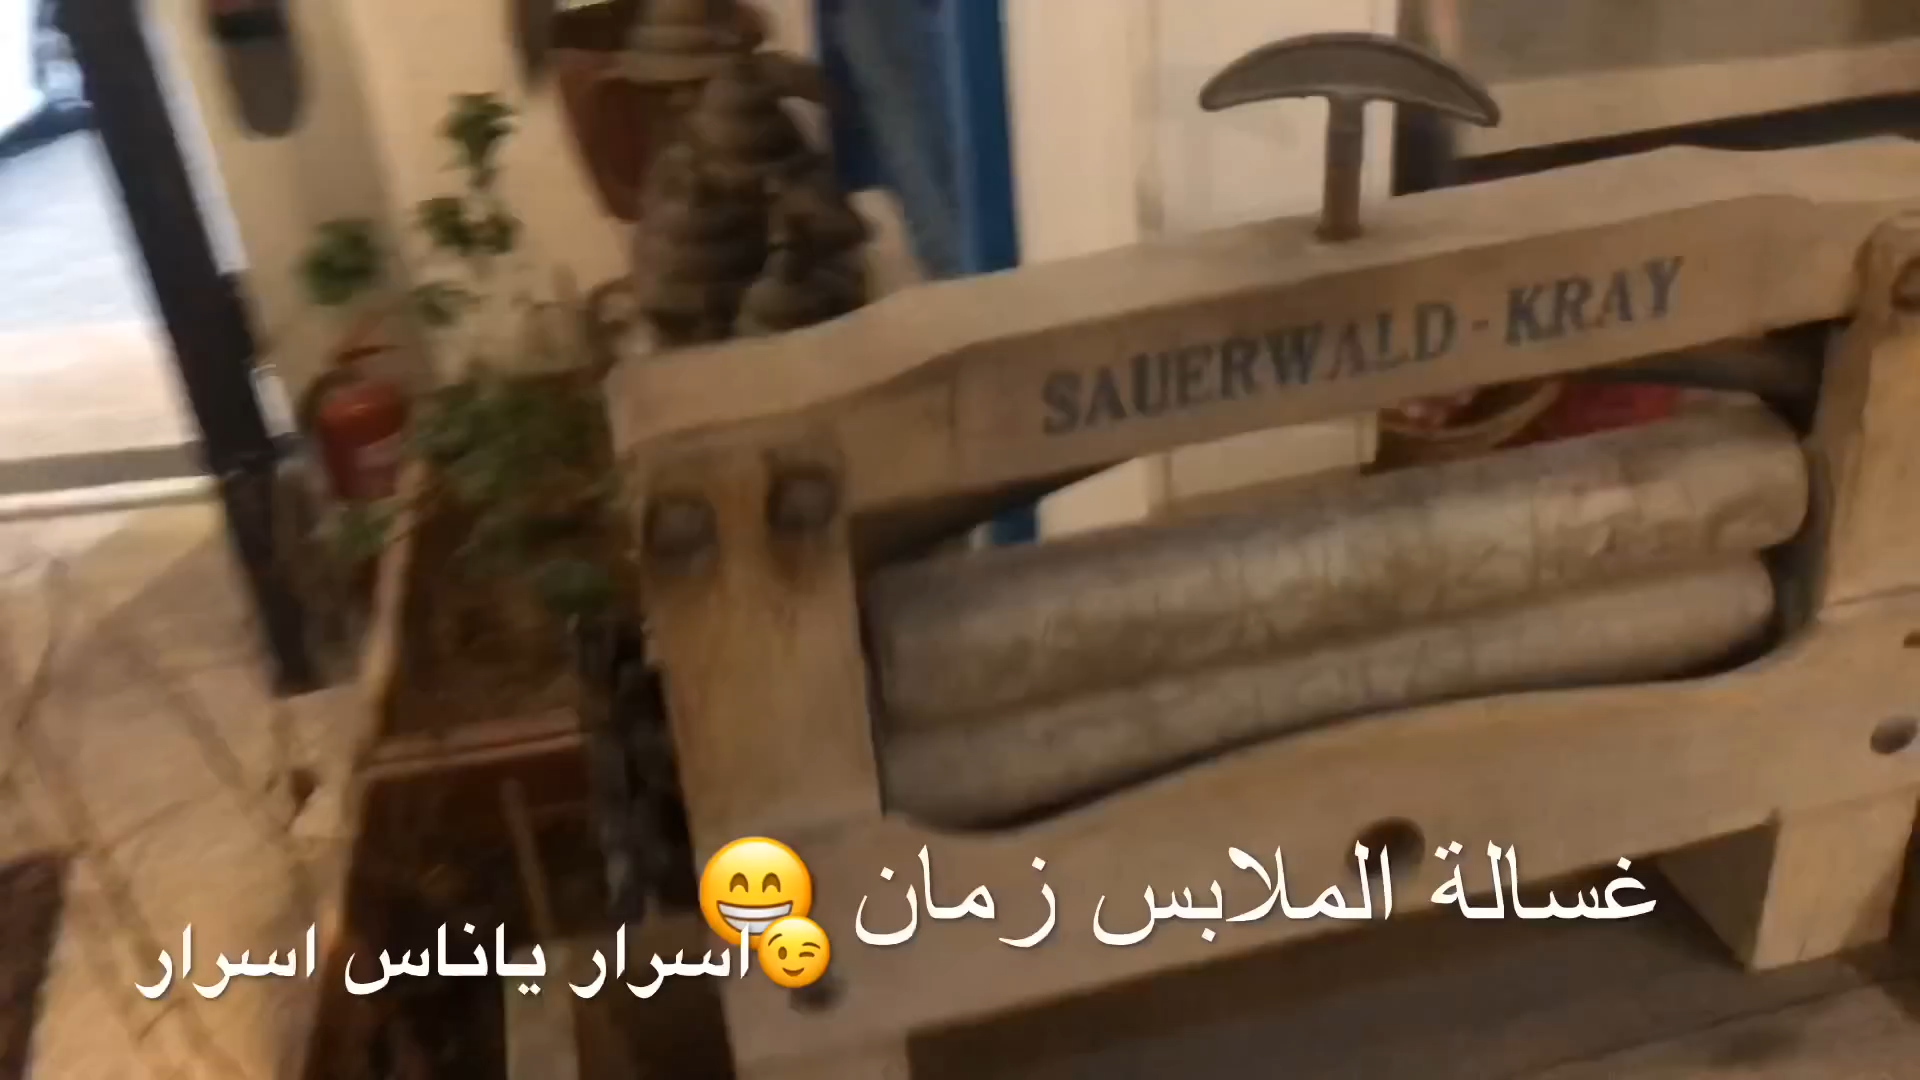 SAUERWALD - KRAY
غسالة الملابس زمان 😁
😉اسرار ياناس اسرار